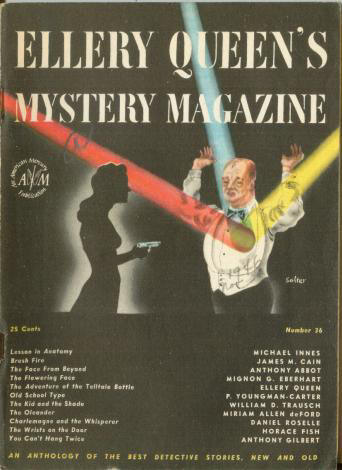 ELLERY QUEEN'S
MYSTERY MAGAZINE
An American Mercury
AM
Publication
Salter
25 Cents
Number 36
Lesson in Anatomy MICHAEL INNES
Brush Fire JAMES M. CAIN
The Face From Beyond ANTHONY ABBOT
The Flowering Face MIGNON G. EBERHART
The Adventure of the Telltale Bottle ELLERY QUEEN
Old School Type P. YOUNGMAN-CARTER
The Kid and the Shade WILLIAM D. TRAUSCH
The Oleander MIRIAM ALLEN deFORD
Charlemagne and the Whisperer DANIEL ROSELLE
The Wrists on the Door HORACE FISH
You Can't Hang Twice ANTHONY GILBERT
AN ANTHOLOGY OF THE BEST DETECTIVE STORIES, NEW AND OLD